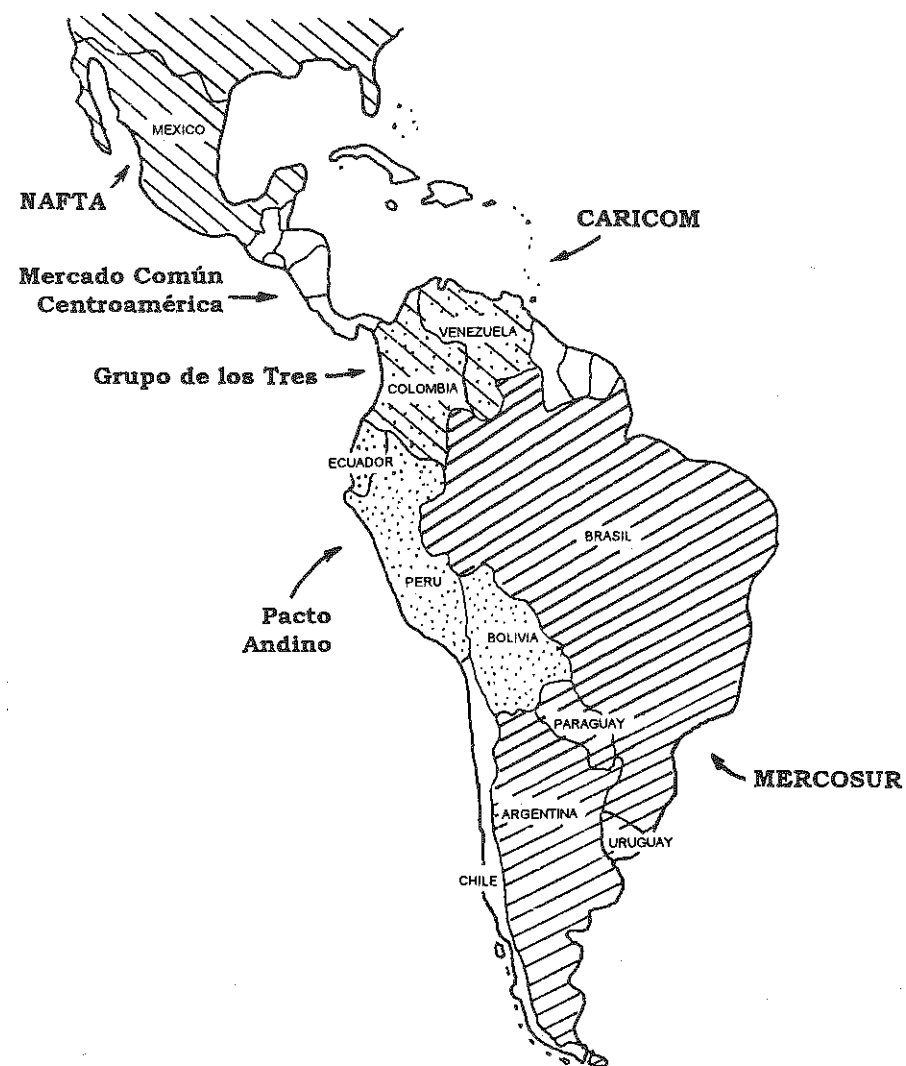 MEXICO
NAFTA
CARICOM
Mercado Común
Centroamérica
VENEZUELA
Grupo de los Tres
COLOMBIA
ECUADOR
BRASIL
PERU
Pacto
Andino
BOLIVIA
PARAGUAY
MERCOSUR
ARGENTINA
URUGUAY
CHILE